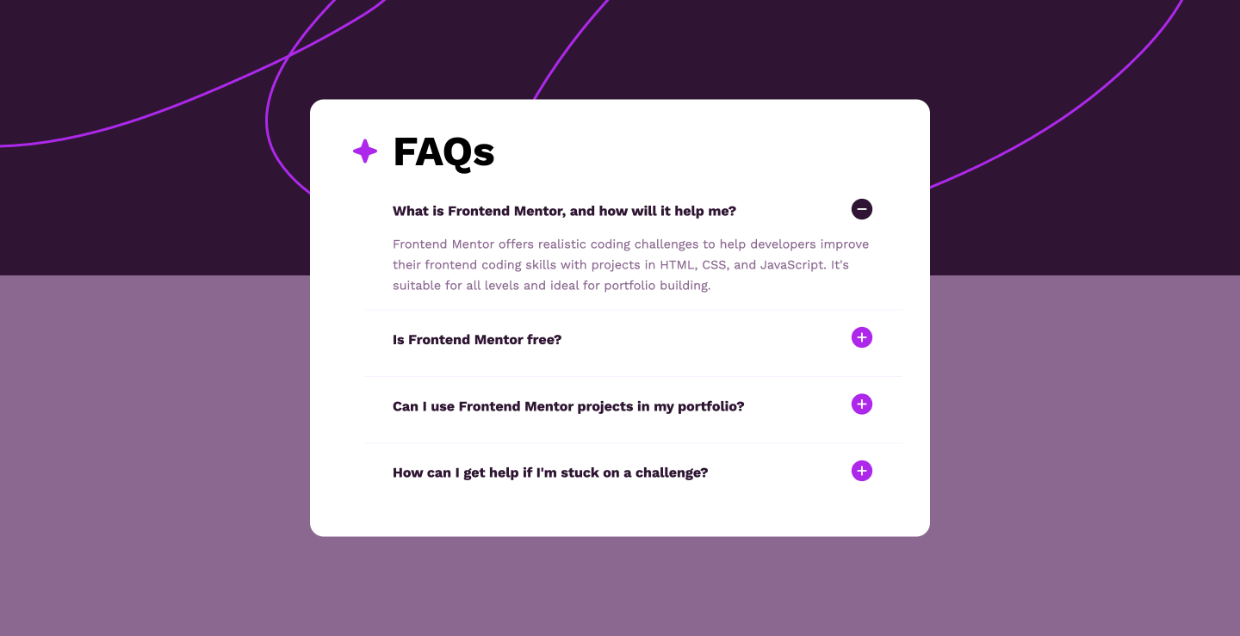 FAQs
What is Frontend Mentor, and how will it help me?
Frontend Mentor offers realistic coding challenges to help developers improve
their frontend coding skills with projects in HTML, CSS, and JavaScript. It's
suitable for all levels and ideal for portfolio building.
Is Frontend Mentor free?
Can I use Frontend Mentor projects in my portfolio?
How can I get help if I'm stuck on a challenge?